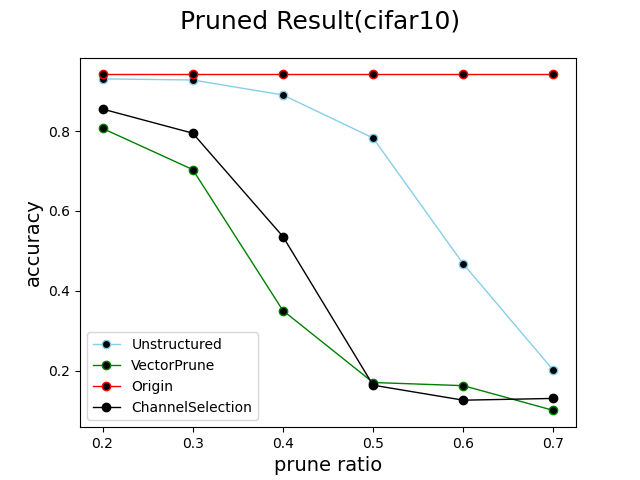 Pruned Result(cifar10)
accuracy
0.8
0.6
0.4
0.2
Unstructured
VectorPrune
Origin
ChannelSelection
0.2 0.3 0.4 0.5 0.6 0.7
prune ratio